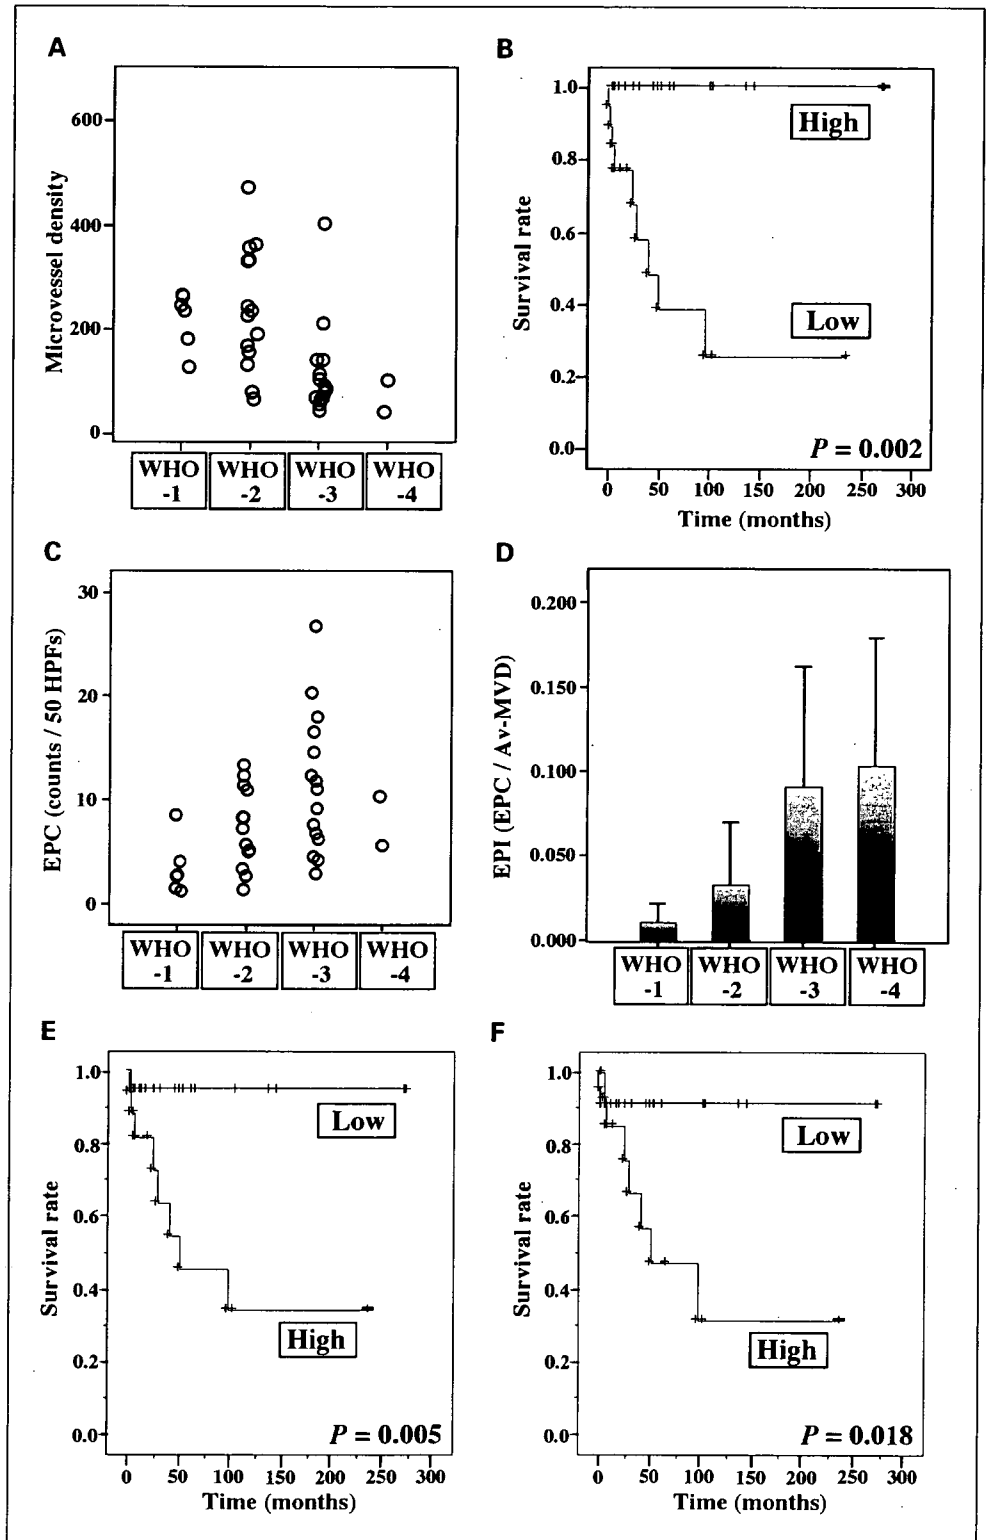 A
Microvessel density
600
400
200
0
WHO
-1
WHO
-2
WHO
-3
WHO
-4
B
Survival rate
1.0
0.8
0.6
0.4
0.2
0.0
High
Low
P = 0.002
0 50 100 150 200 250 300
Time (months)
C
EPC (counts / 50 HPFs)
30
20
10
0
WHO
-1
WHO
-2
WHO
-3
WHO
-4
D
EPI (EPC / Av-MVD)
0.200
0.150
0.100
0.050
0.000
WHO
-1
WHO
-2
WHO
-3
WHO
-4
E
Survival rate
1.0
0.8
0.6
0.4
0.2
0.0
Low
High
P = 0.005
0 50 100 150 200 250 300
Time (months)
F
Survival rate
1.0
0.8
0.6
0.4
0.2
0.0
Low
High
P = 0.018
0 50 100 150 200 250 300
Time (months)